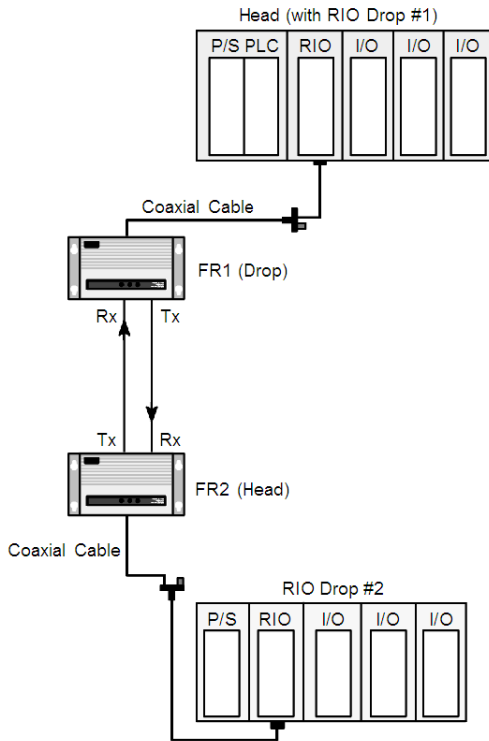 Head (with RIO Drop #1)
P/S PLC RIO I/O I/O I/O
Coaxial Cable
FR1 (Drop)
Rx Tx
Tx Rx
FR2 (Head)
Coaxial Cable
RIO Drop #2
P/S RIO I/O I/O I/O